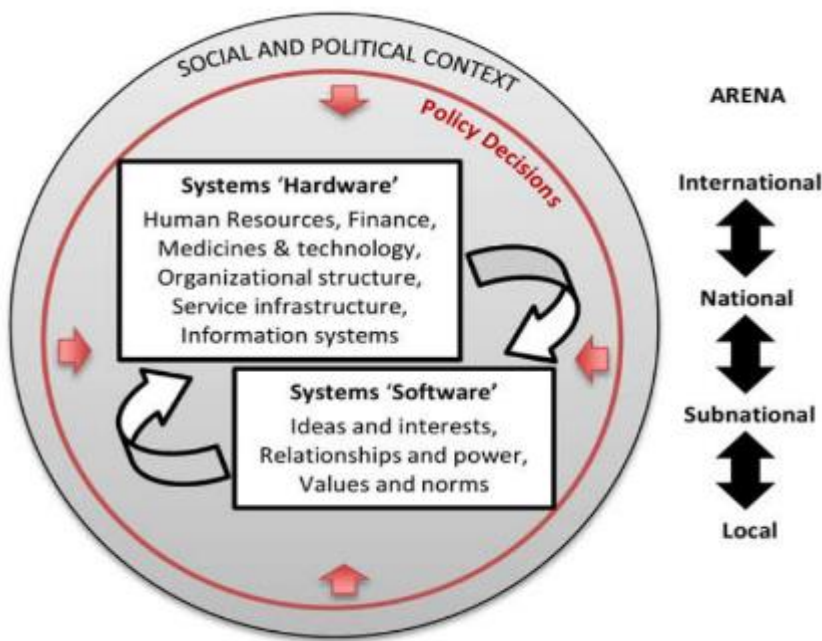 SOCIAL AND POLITICAL CONTEXT
Policy Decisions
Systems ‘Hardware’
Human Resources, Finance,
Medicines & technology,
Organizational structure,
Service infrastructure,
Information systems
Systems ‘Software’
Ideas and interests,
Relationships and power,
Values and norms
ARENA
International
National
Subnational
Local